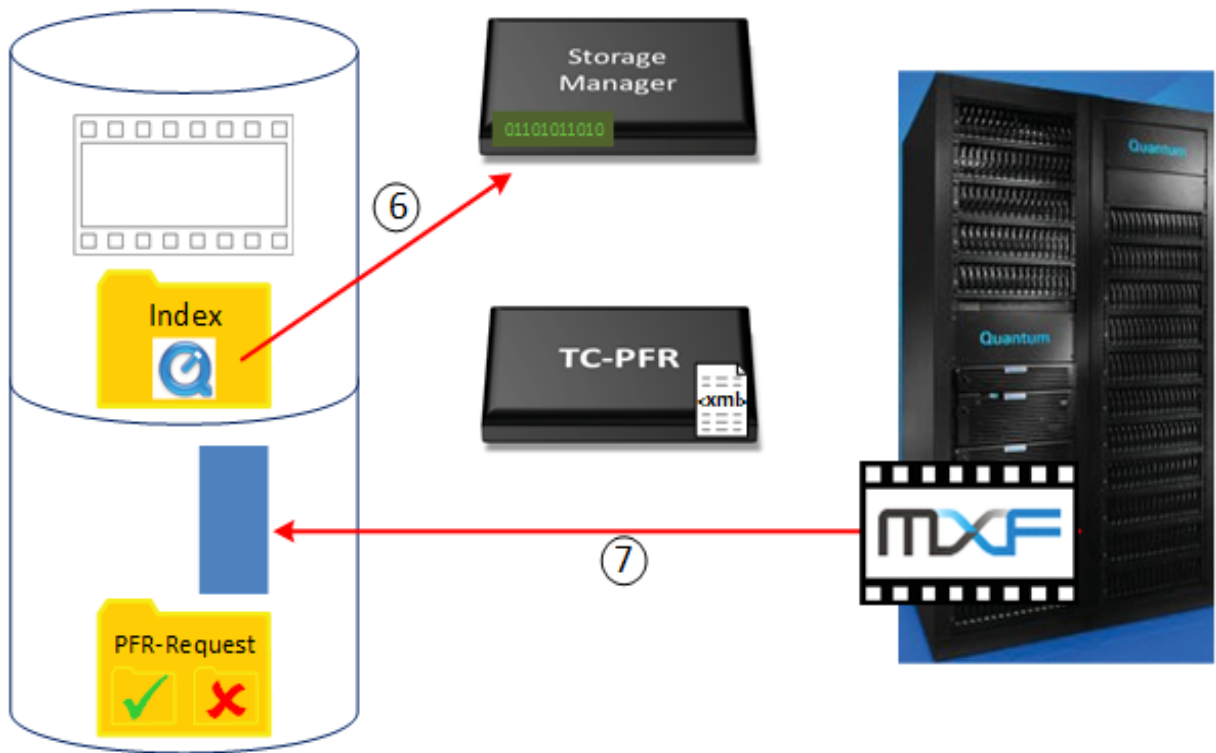 Storage
Manager
01101011010
Quantum
6
Index
Quantum
TC-PFR
<xml>
MXF
7
PFR-Request